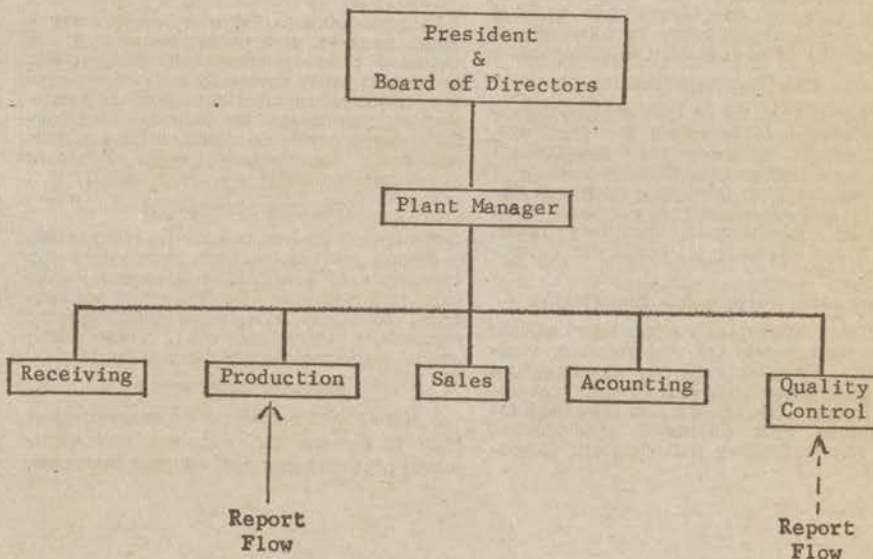 President
&
Board of Directors
Plant Manager
Receiving
Production
Sales
Acounting
Quality
Control
Report
Flow
Report
Flow